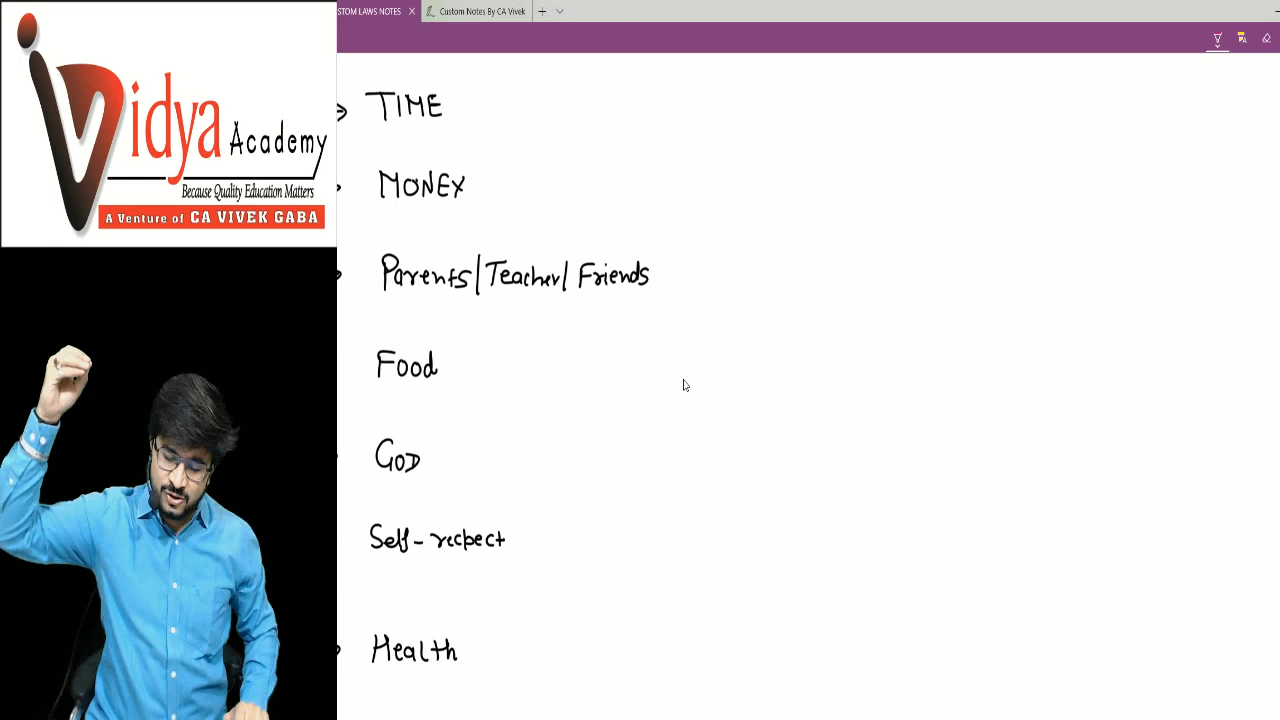 STOM LAWS NOTES
Custom Notes By CA Vivek
Vidya Academy
Because Quality Education Matters
A Venture of CA VIVEK GABA
TIME
MONEY
Parents/Teacher/Friends
Food
GOD
Self-respect
Health